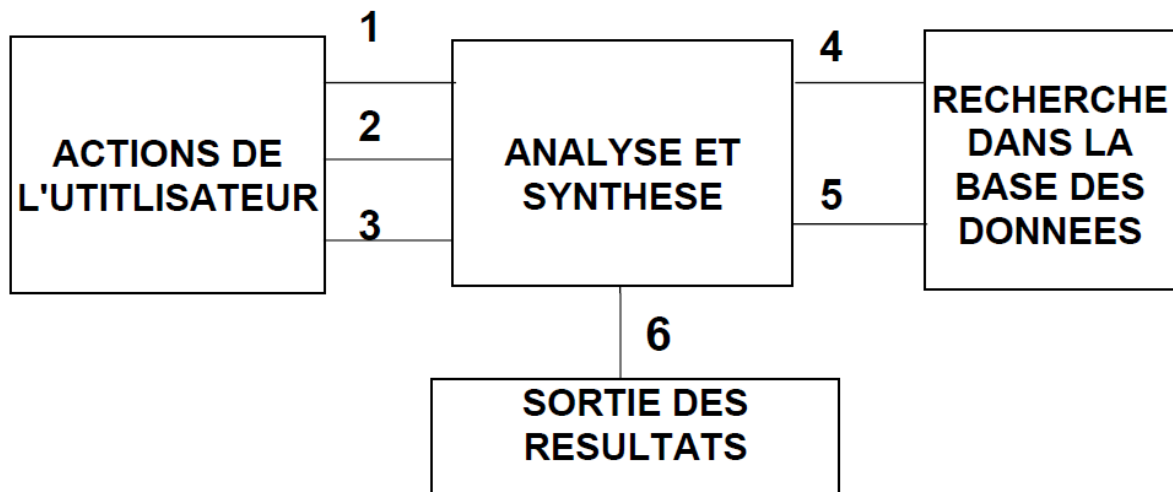 1
4
ACTIONS DE
L'UTITLISATEUR
2
3
ANALYSE ET
SYNTHESE
5
RECHERCHE
DANS LA
BASE DES
DONNEES
6
SORTIE DES
RESULTATS